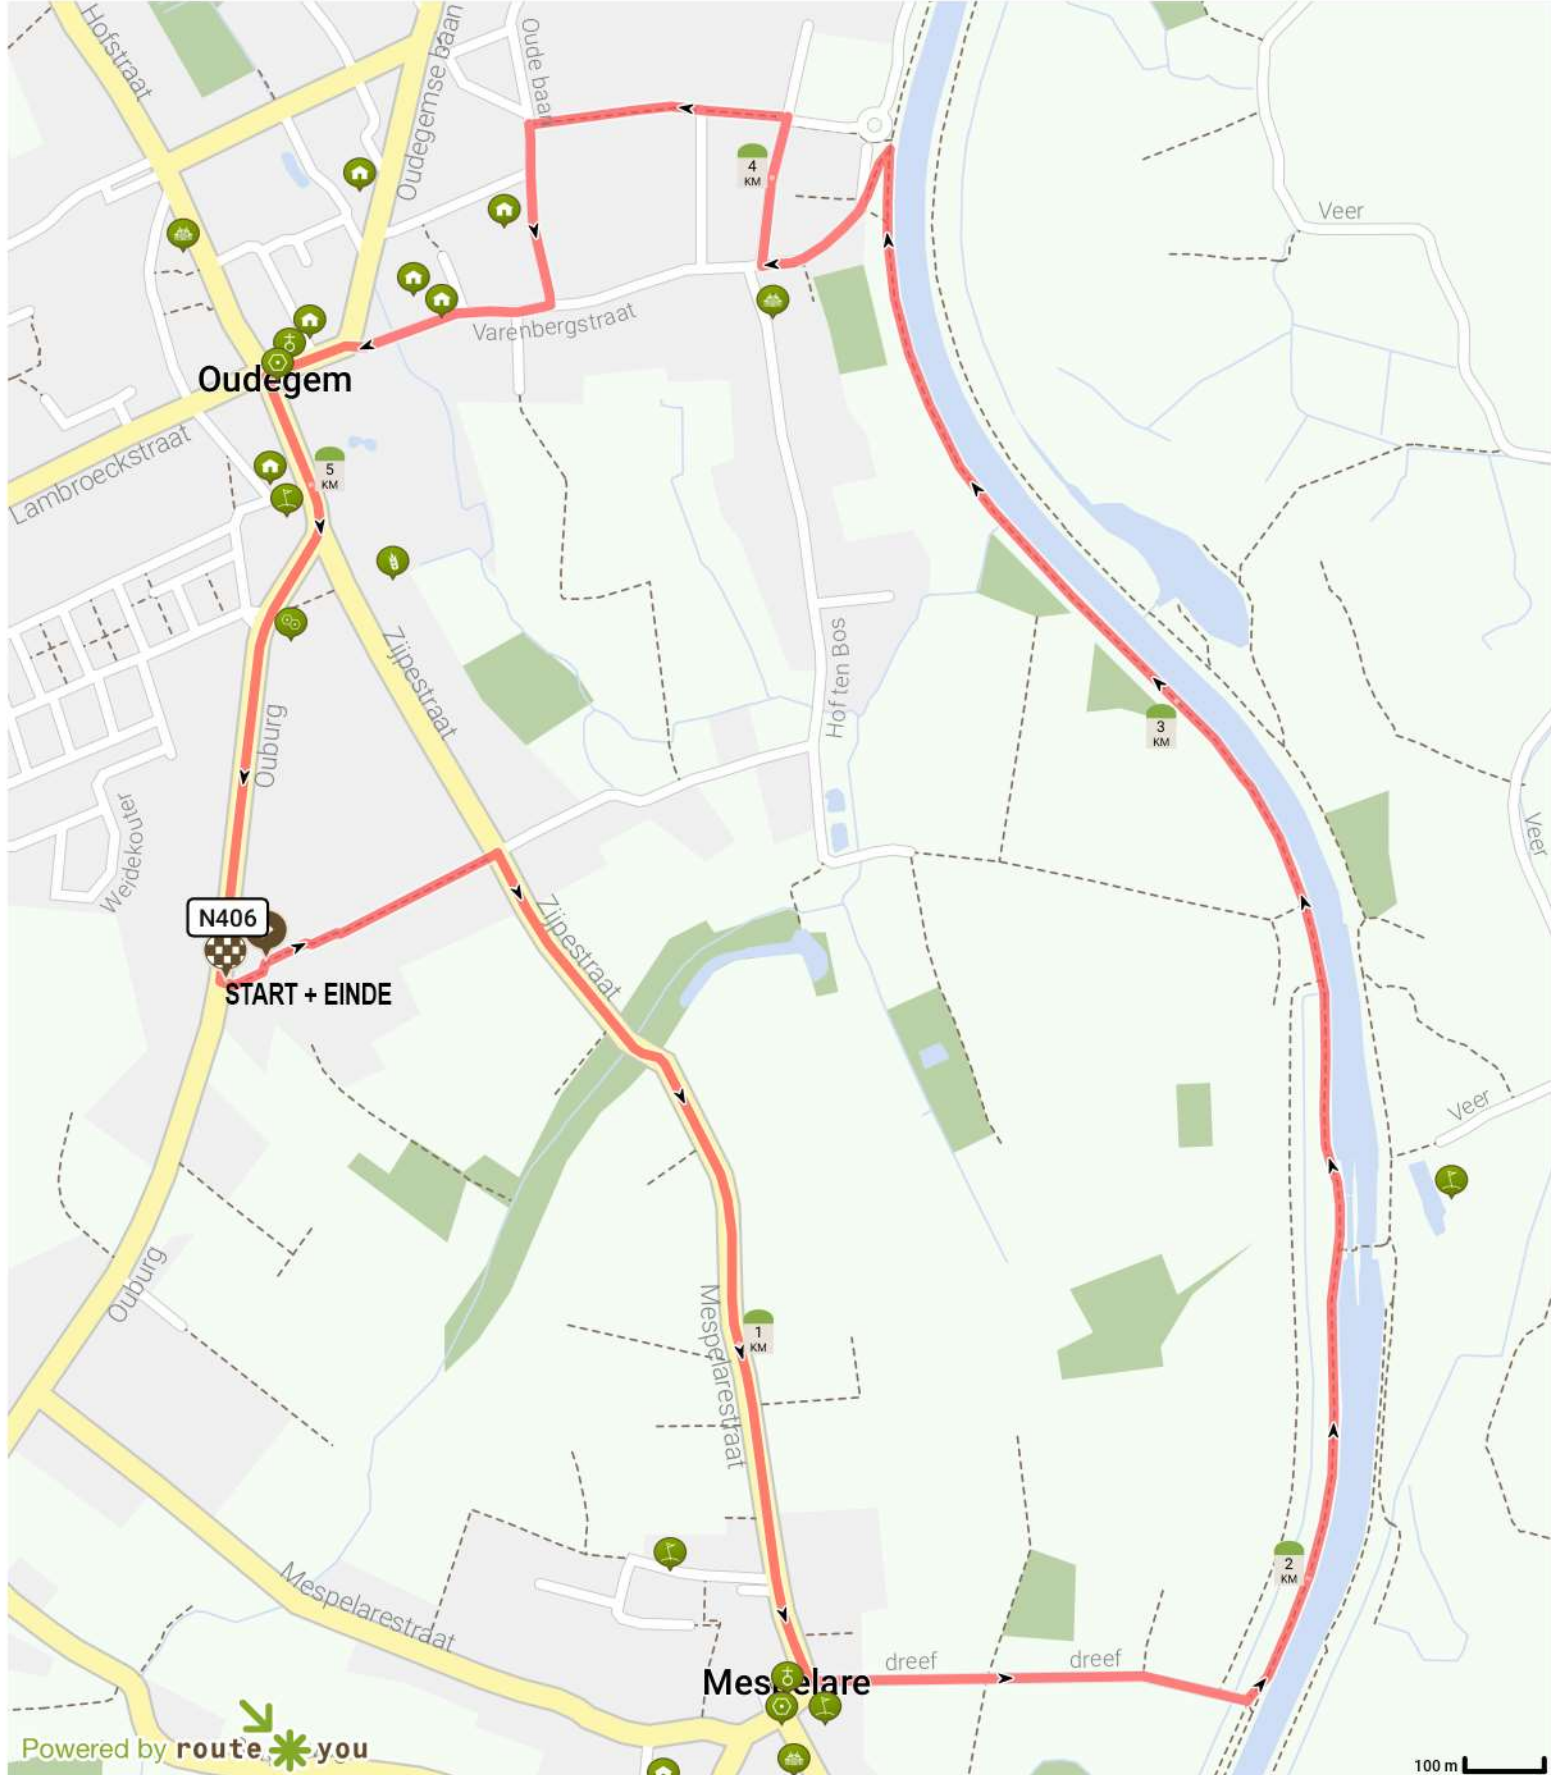 Hofstraat
Oude baan
Oudegemse baan
4
KM
Veer
Varenbergstraat
Oudegem
Lambroeckstraat
5
KM
Zijpestraat
Hof ten Bos
Ouburg
3
KM
Weidekouter
Veer
N406
Zijpestraat
START + EINDE
Veer
Ouburg
Mespelarestraat
1
KM
2
KM
Mespelarestraat
dreef
dreef
Mespelare
Powered by route you
100 m